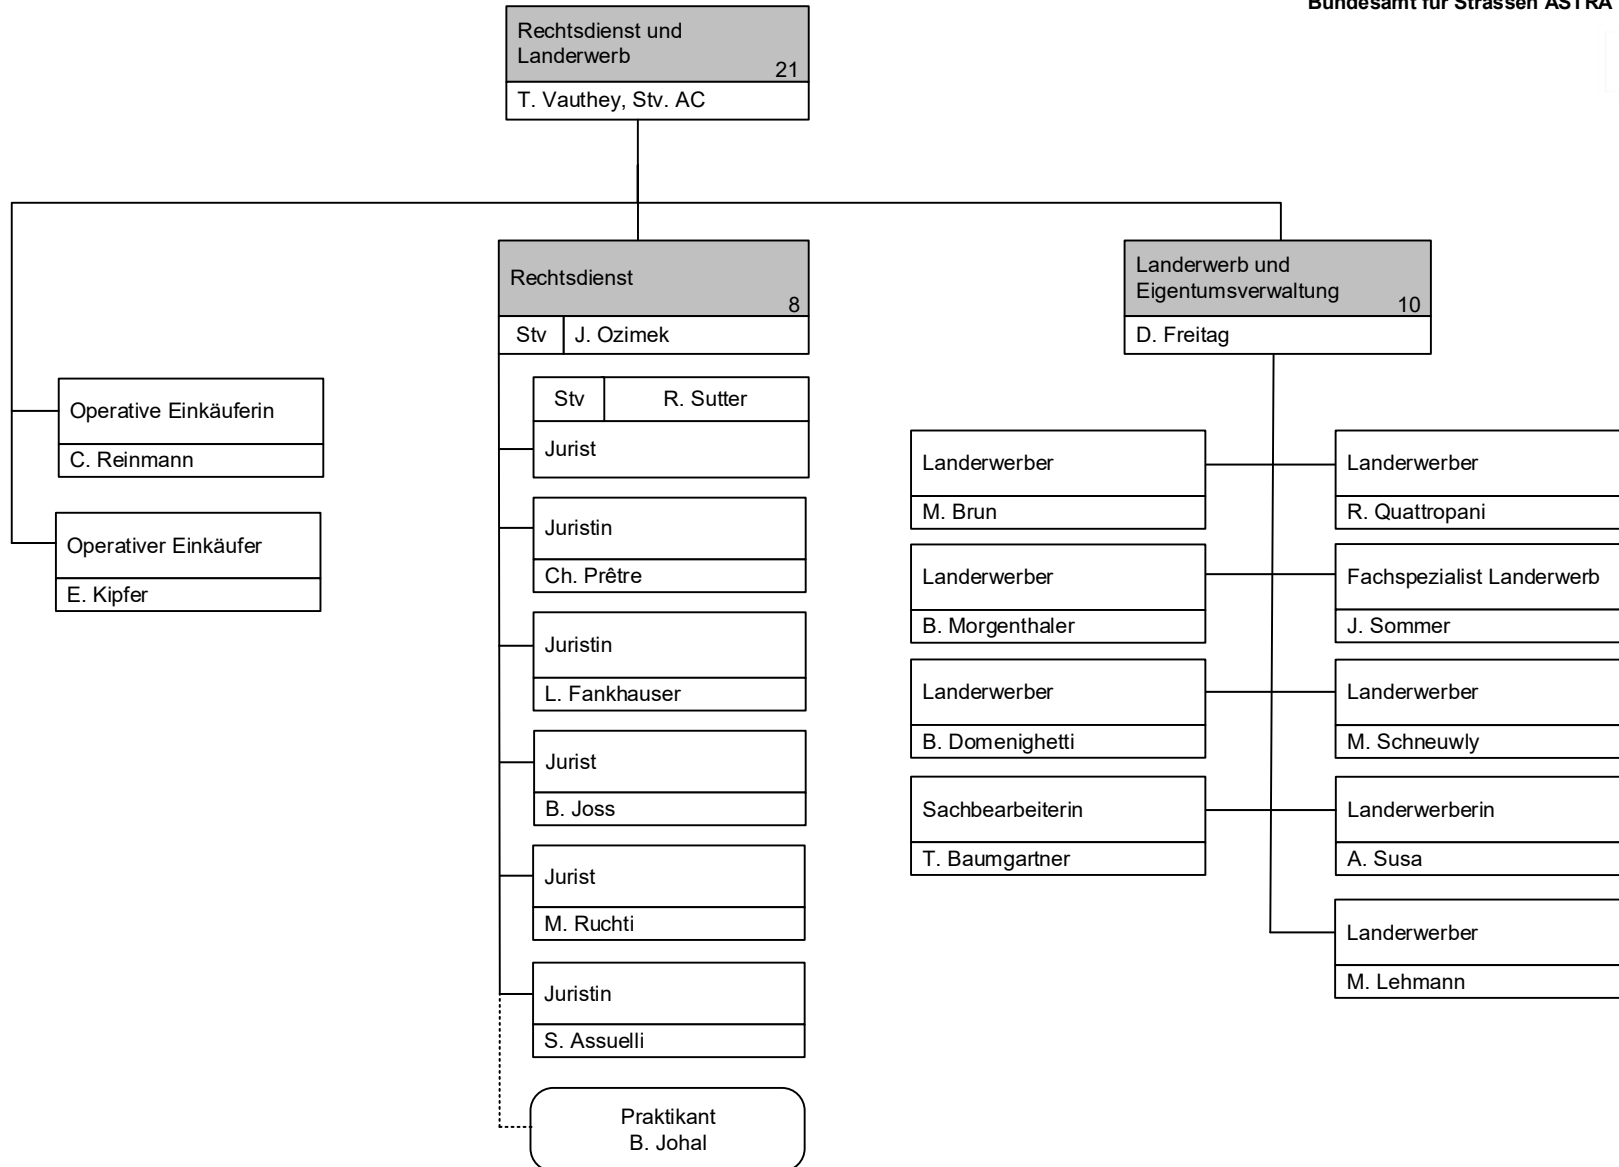 Bundesamt für Strassen ASTRA
Rechtsdienst und
Landerwerb
21
T. Vauthey, Stv. AC
Rechtsdienst
8
Stv J. Ozimek
Landerwerb und
Eigentumsverwaltung
10
D. Freitag
Operative Einkäuferin
C. Reinmann
Operativer Einkäufer
E. Kipfer
Stv R. Sutter
Jurist
Juristin
Ch. Prêtre
Juristin
L. Fankhauser
Jurist
B. Joss
Jurist
M. Ruchti
Juristin
S. Assuelli
Praktikant
B. Johal
Landerwerber
M. Brun
Landerwerber
B. Morgenthaler
Landerwerber
B. Domenighetti
Sachbearbeiterin
T. Baumgartner
Landerwerber
R. Quattropani
Fachspezialist Landerwerb
J. Sommer
Landerwerber
M. Schneuwly
Landerwerberin
A. Susa
Landerwerber
M. Lehmann